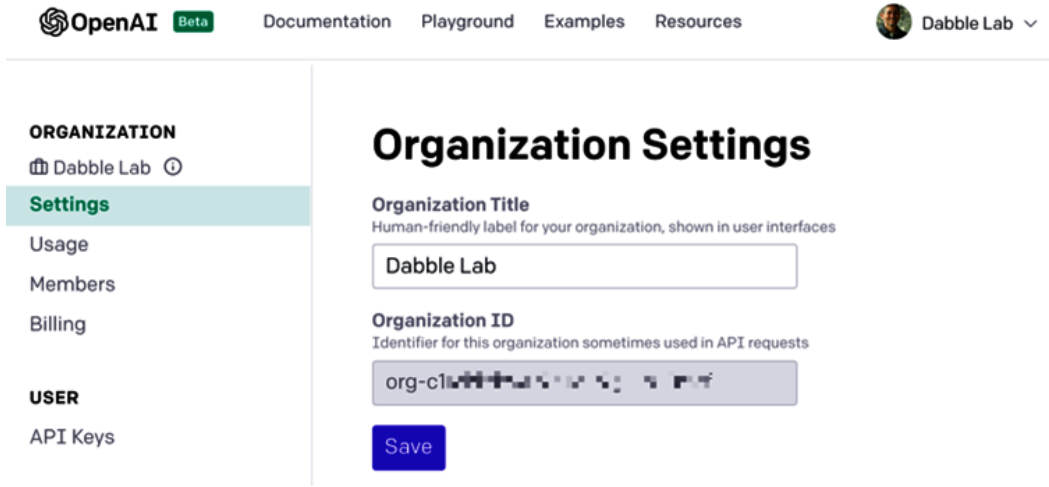 OpenAI Beta Documentation Playground Examples Resources Dabble Lab
ORGANIZATION
Dabble Lab
Settings
Usage
Members
Billing
USER
API Keys
Organization Settings
Organization Title
Human-friendly label for your organization, shown in user interfaces
Dabble Lab
Organization ID
Identifier for this organization sometimes used in API requests
org-c1
Save